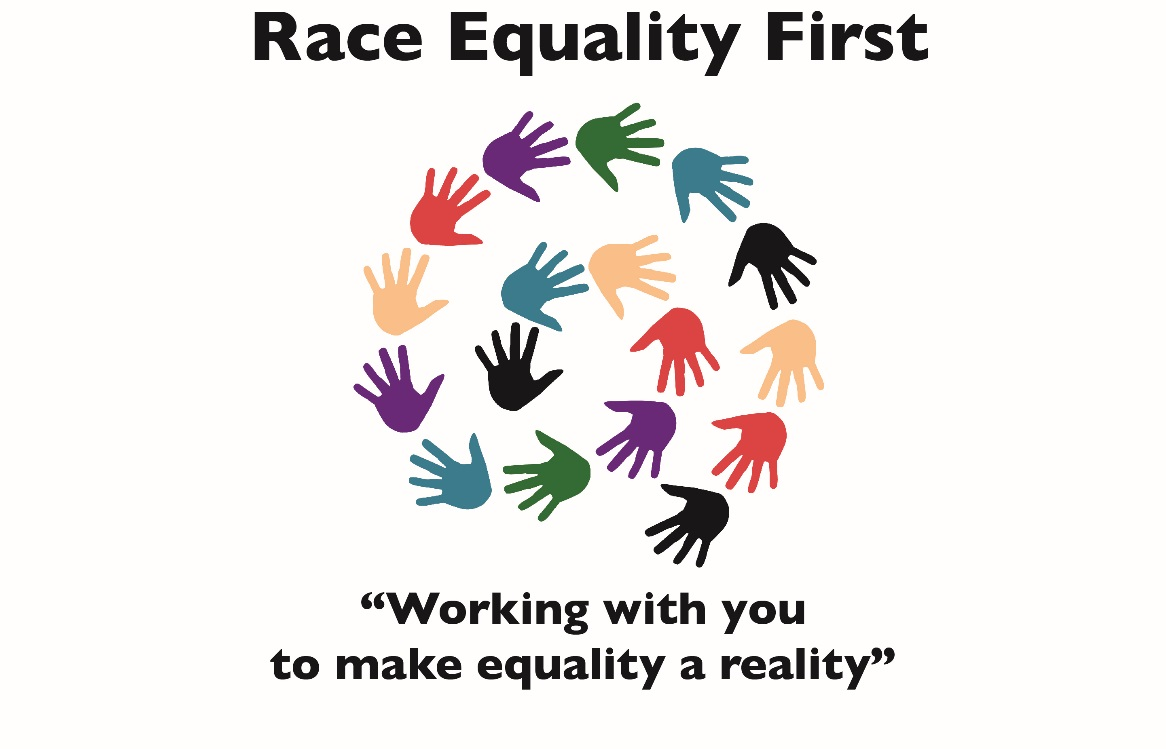 Race Equality First
“Working with you
to make equality a reality”